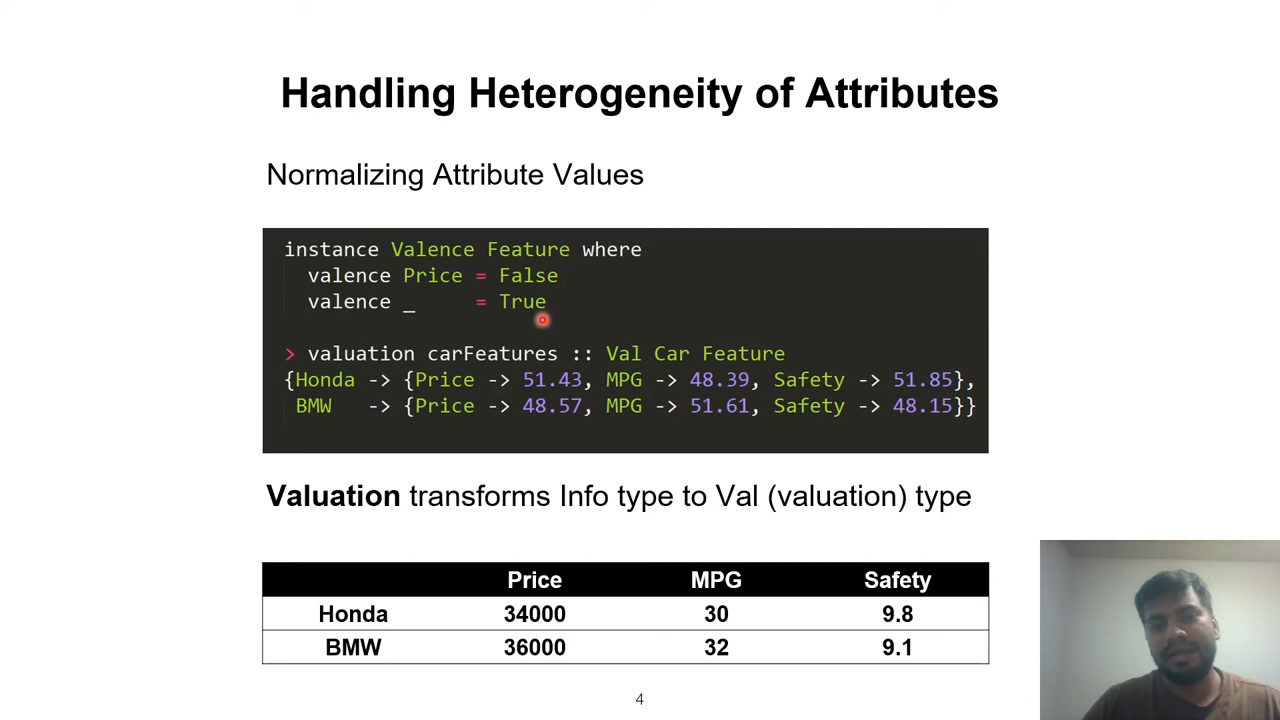 Handling Heterogeneity of Attributes
Normalizing Attribute Values
instance Valence Feature where
valence Price = False
valence _ = True
> valuation carFeatures :: Val Car Feature
{Honda -> {Price -> 51.43, MPG -> 48.39, Safety -> 51.85},
BMW -> {Price -> 48.57, MPG -> 51.61, Safety -> 48.15}}
Valuation transforms Info type to Val (valuation) type
Price MPG Safety
Honda 34000 30 9.8
BMW 36000 32 9.1
4